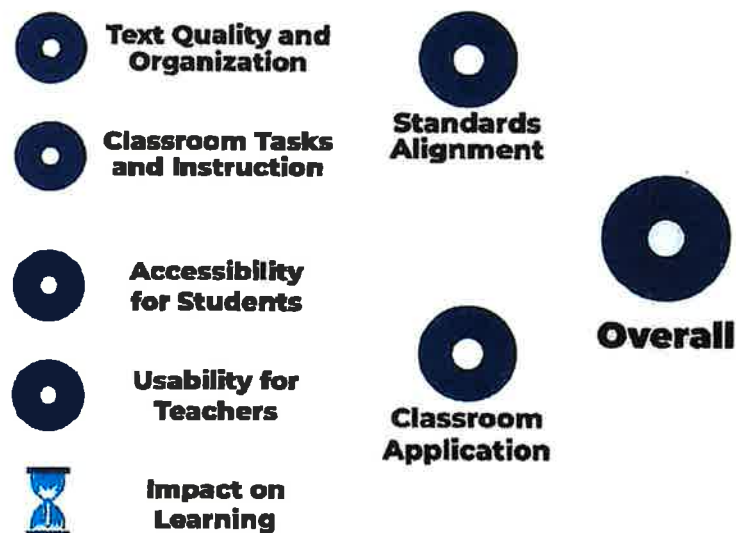 Text Quality and
Organization
Classroom Tasks
and Instruction
Accessibility
for Students
Usability for
Teachers
Impact on
Learning
Standards
Alignment
Classroom
Application
Overall